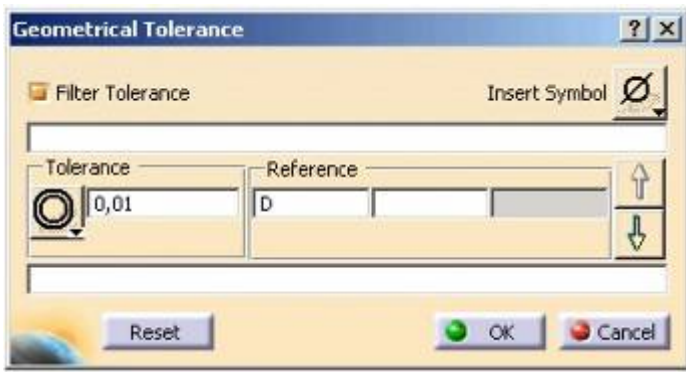 Geometrical Tolerance
Filter Tolerance Insert Symbol Ø
Tolerance Reference
0,01 D
Reset OK Cancel